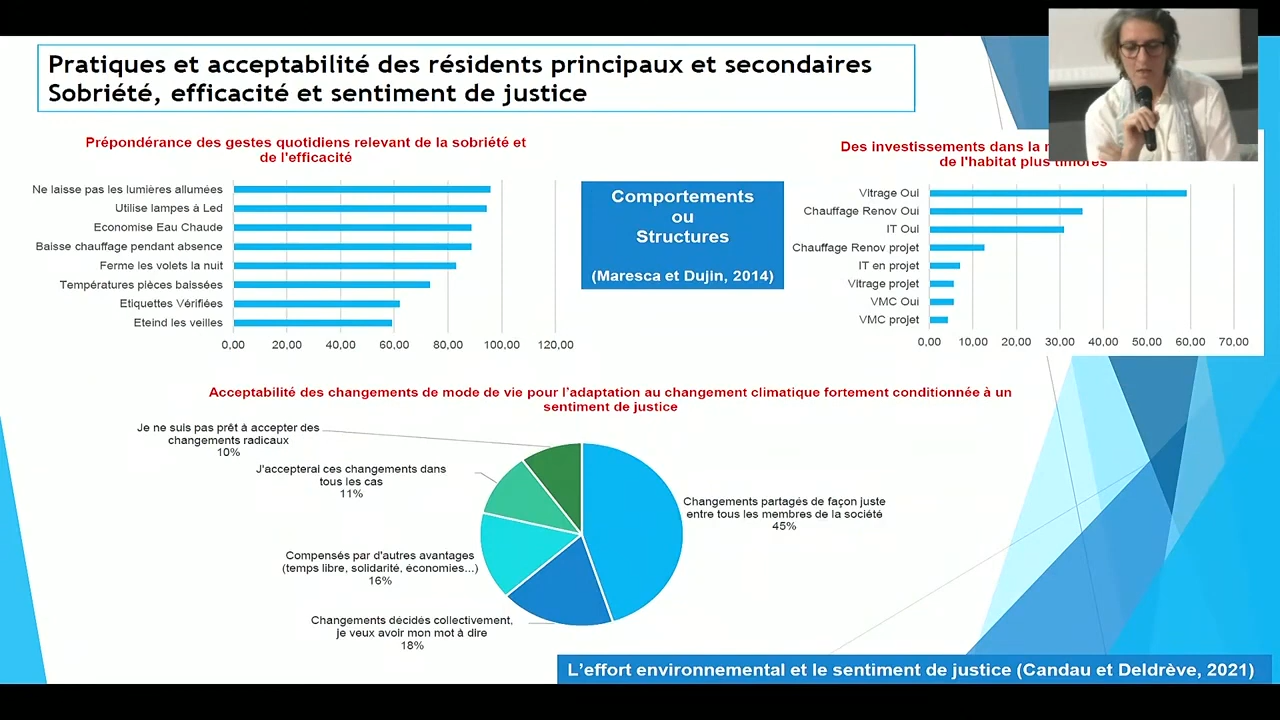 Pratiques et acceptabilité des résidents principaux et secondaires
Sobriété, efficacité et sentiment de justice
Prépondérance des gestes quotidiens relevant de la sobriété et
de l'efficacité
Ne laisse pas les lumières allumées
Utilise lampes à Led
Economise Eau Chaude
Baisse chauffage pendant absence
Ferme les volets la nuit
Températures pièces baissées
Etiquettes Vérifiées
Eteind les veilles
0,00 20,00 40,00 60,00 80,00 100,00 120,00
Comportements
ou
Structures
(Maresca et Dujin, 2014)
Des investissements dans la
de l'habitat plus timorés
Vitrage Oui
Chauffage Renov Oui
IT Oui
Chauffage Renov projet
IT en projet
Vitrage projet
VMC Oui
VMC projet
0,00 10,00 20,00 30,00 40,00 50,00 60,00 70,00
Acceptabilité des changements de mode de vie pour l'adaptation au changement climatique fortement conditionnée à un
sentiment de justice
Je ne suis pas prêt à accepter des
changements radicaux
10%
J'accepterai ces changements dans
tous les cas
11%
Changements partagés de façon juste
entre tous les membres de la société
45%
Compensés par d'autres avantages
(temps libre, solidarité, économies...)
16%
Changements décidés collectivement,
je veux avoir mon mot à dire
18%
L'effort environnemental et le sentiment de justice (Candau et Deldrève, 2021)